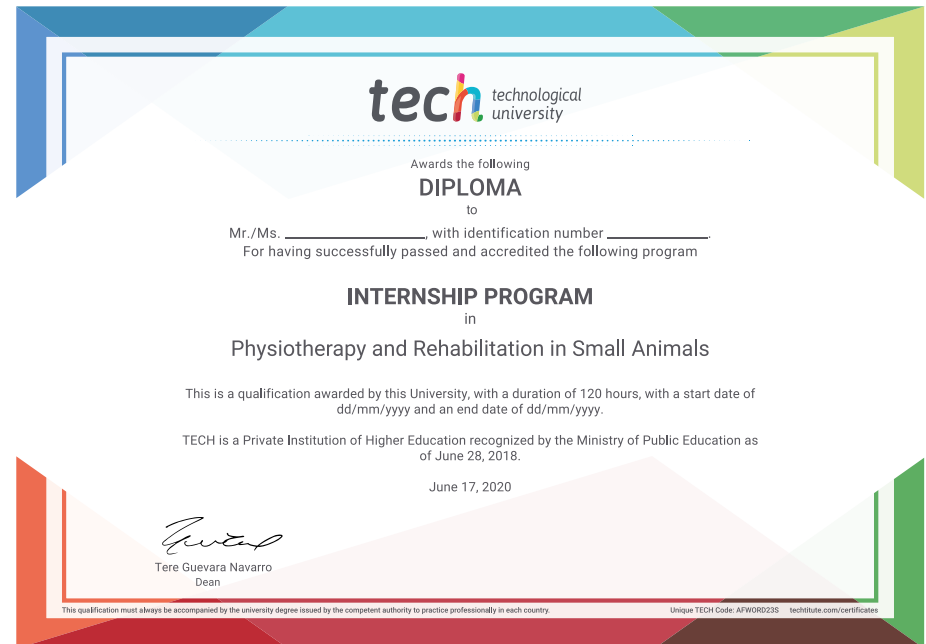 tech technological
university
Awards the following
DIPLOMA
to
Mr./Ms. ____________________, with identification number ______________.
For having successfully passed and accredited the following program
INTERNSHIP PROGRAM
in
Physiotherapy and Rehabilitation in Small Animals
This is a qualification awarded by this University, with a duration of 120 hours, with a start date of
dd/mm/yyyy and an end date of dd/mm/yyyy.
TECH is a Private Institution of Higher Education recognized by the Ministry of Public Education as
of June 28, 2018.
June 17, 2020
Tere Guevara Navarro
Dean
This qualification must always be accompanied by the university degree issued by the competent authority to practice professionally in each country.
Unique TECH Code: AFWORD23S techtitute.com/certificates